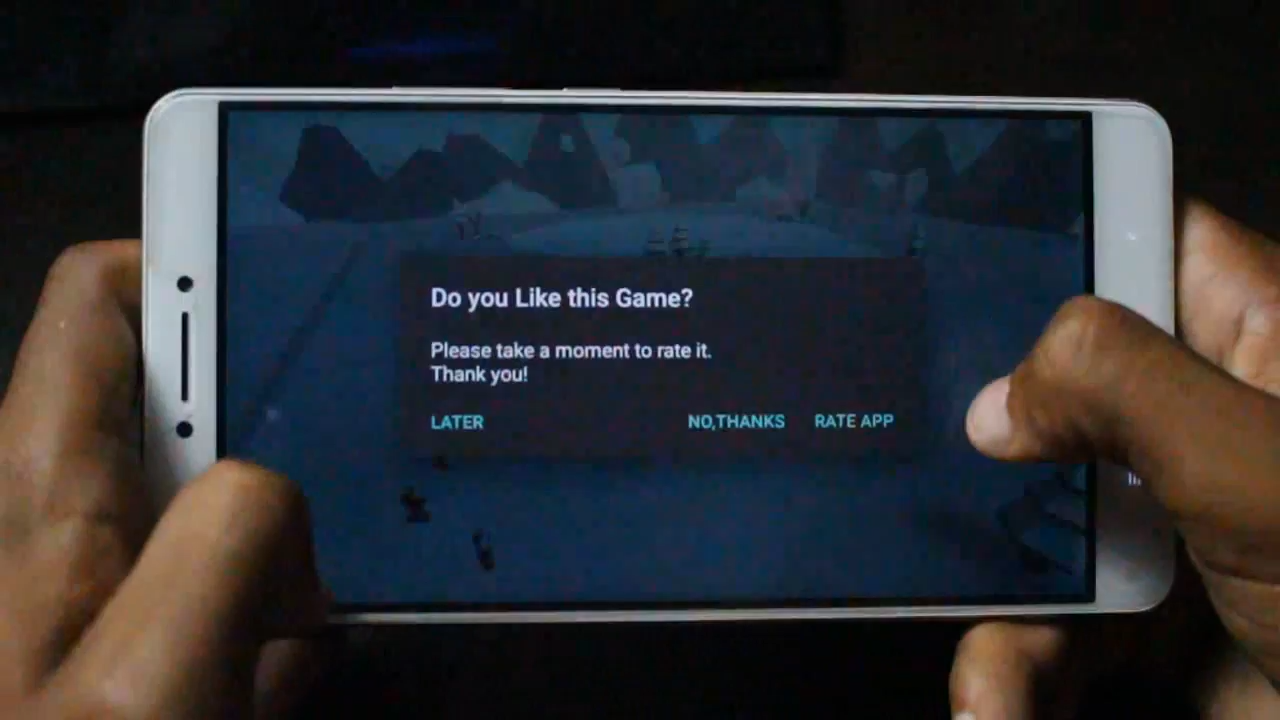 Do you Like this Game?
Please take a moment to rate it.
Thank you!
LATER NO,THANKS RATE APP